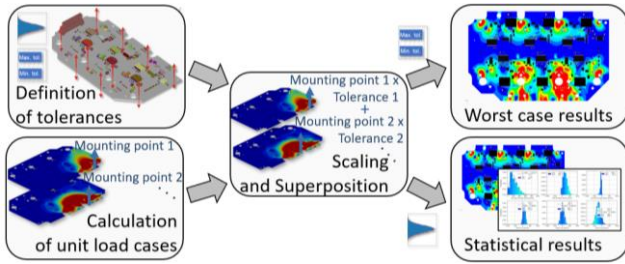 Max. tol.
Min. tol.
Definition
of tolerances
Mounting point 1
Mounting point 2
Calculation
of unit load cases
Mounting point 1 x
Tolerance 1
+
Mounting point 2 x
Tolerance 2
Scaling
and Superposition
Max. tol.
Min. tol.
Worst case results
Statistical results